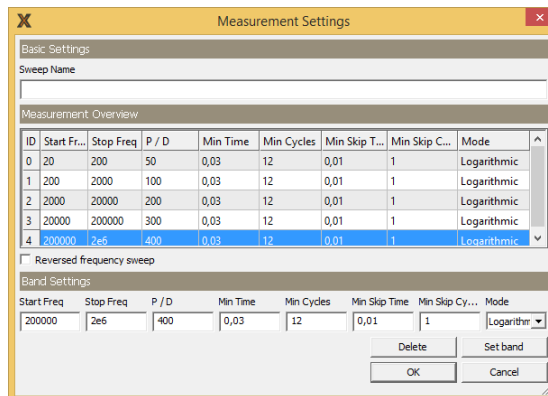 Measurement Settings
Basic Settings
Sweep Name
Measurement Overview
ID Start Fr... Stop Freq P / D Min Time Min Cycles Min Skip T... Min Skip C... Mode
0 20 200 50 0,03 12 0,01 1 Logarithmic
1 200 2000 100 0,03 12 0,01 1 Logarithmic
2 2000 20000 200 0,03 12 0,01 1 Logarithmic
3 20000 200000 300 0,03 12 0,01 1 Logarithmic
4 200000 2e6 400 0,03 12 0,01 1 Logarithmic
Reversed frequency sweep
Band Settings
Start Freq Stop Freq P / D Min Time Min Cycles Min Skip Time Min Skip Cy... Mode
200000 2e6 400 0,03 12 0,01 1 Logarithm
Delete Set band
OK Cancel